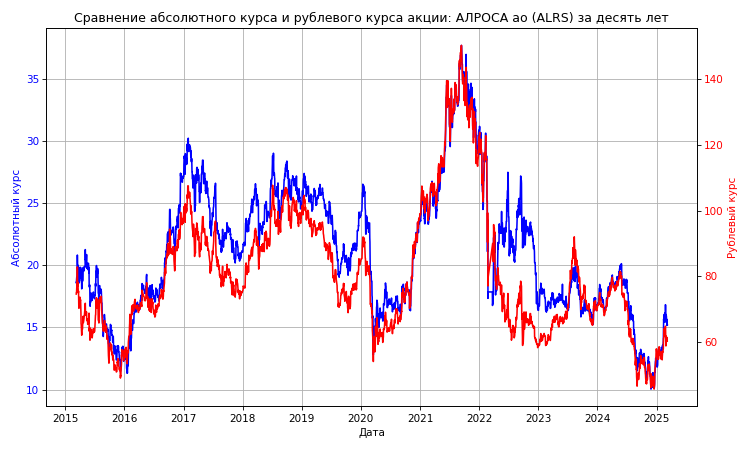 Сравнение абсолютного курса и рублевого курса акции: АЛРОСА ао (ALRS) за десять лет
35
30
25
20
15
10
Абсолютный курс
140
120
100
80
60
Рублевый курс
2015 2016 2017 2018 2019 2020 2021 2022 2023 2024 2025
Дата